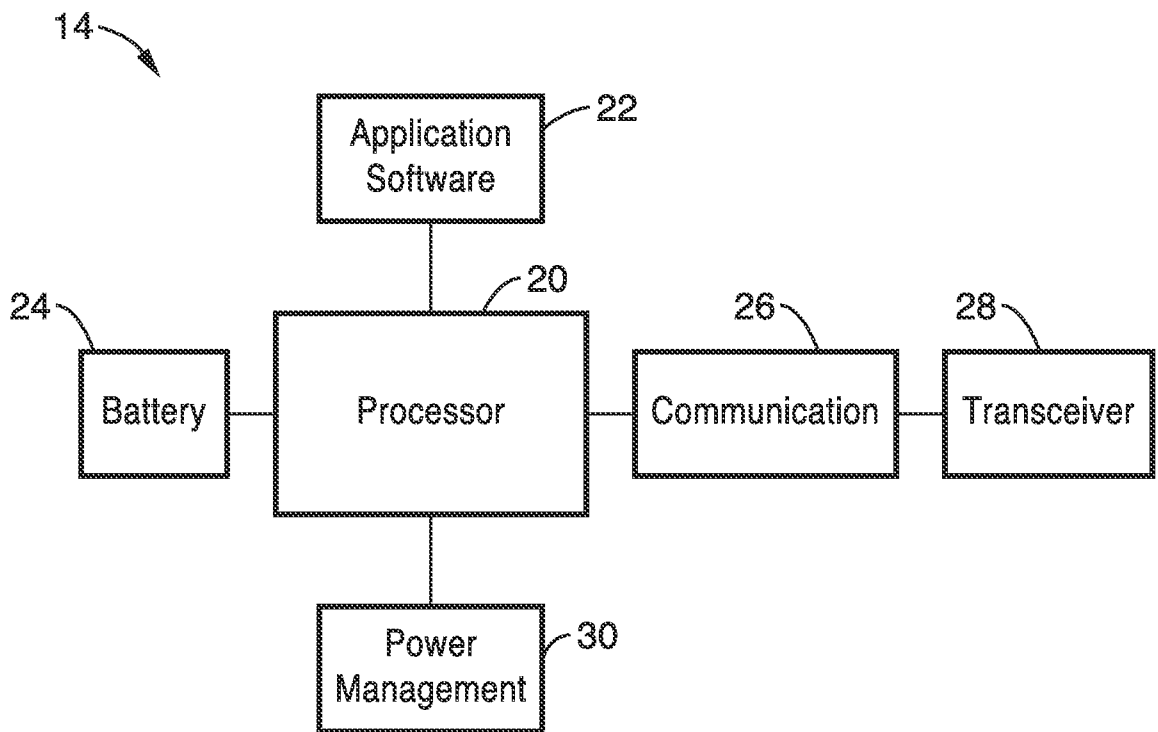 14
22
Application
Software
24
20
26
28
Battery
Processor
Communication
Transceiver
30
Power
Management